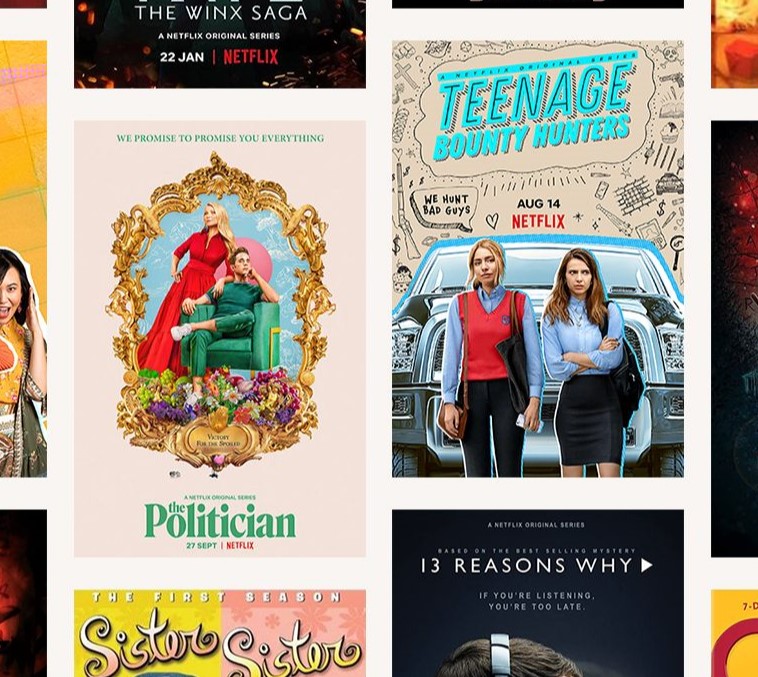 THE WINX SAGA
A NETFLIX ORIGINAL SERIES
22 JAN | NETFLIX
WE PROMISE TO PROMISE YOU EVERYTHING
VICTORY
FOR THE SPOILED
A NETFLIX ORIGINAL SERIES
the
Politician
27 SEPT | NETFLIX
THE FIRST SEASON
Sister
Sister
A NETFLIX ORIGINAL SERIES
TEENAGE
BOUNTY HUNTERS
WE HUNT
BAD GUYS
AUG 14
NETFLIX
A NETFLIX ORIGINAL SERIES
BASED ON THE BEST SELLING MYSTERY
13 REASONS WHY
IF YOU'RE LISTENING,
YOU'RE TOO LATE.
7-D